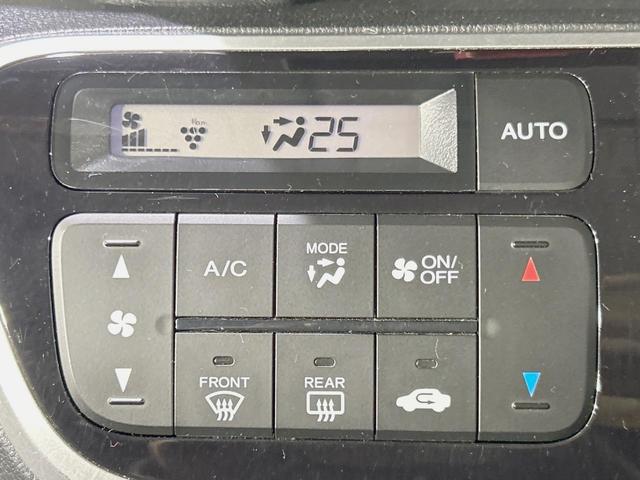 25
AUTO
A/C
MODE
ON/
OFF
FRONT
REAR